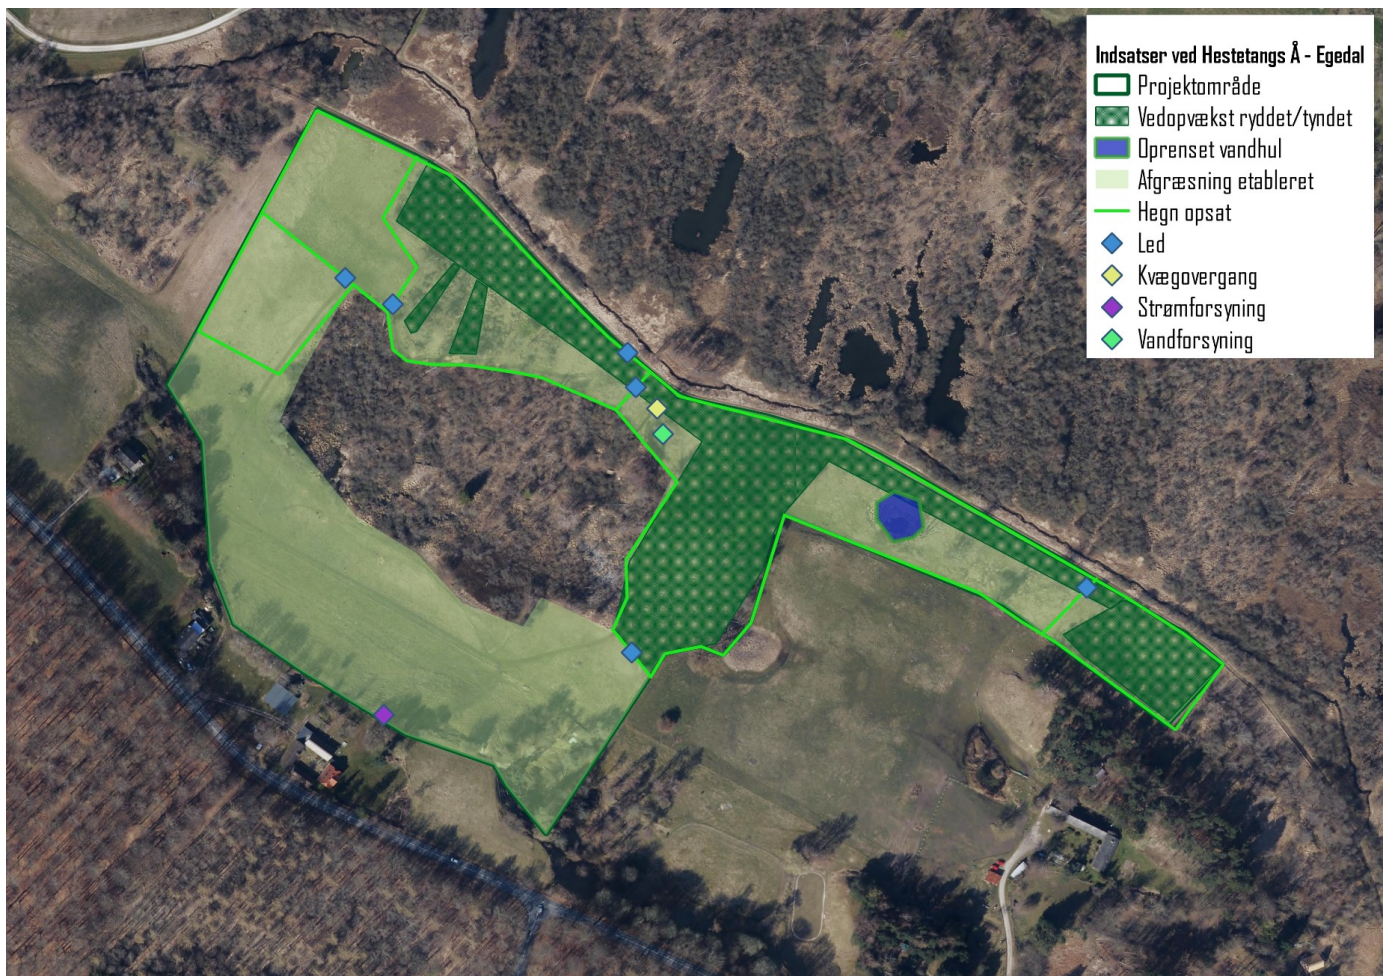 Indsatser ved Hestetangs Å - Egedal
Projektområde
Vedopvækst ryddet/tyndet
Oprenset vandhul
Afgræsning etableret
Hegn opsat
Led
Kvægovergang
Strømforsyning
Vandforsyning